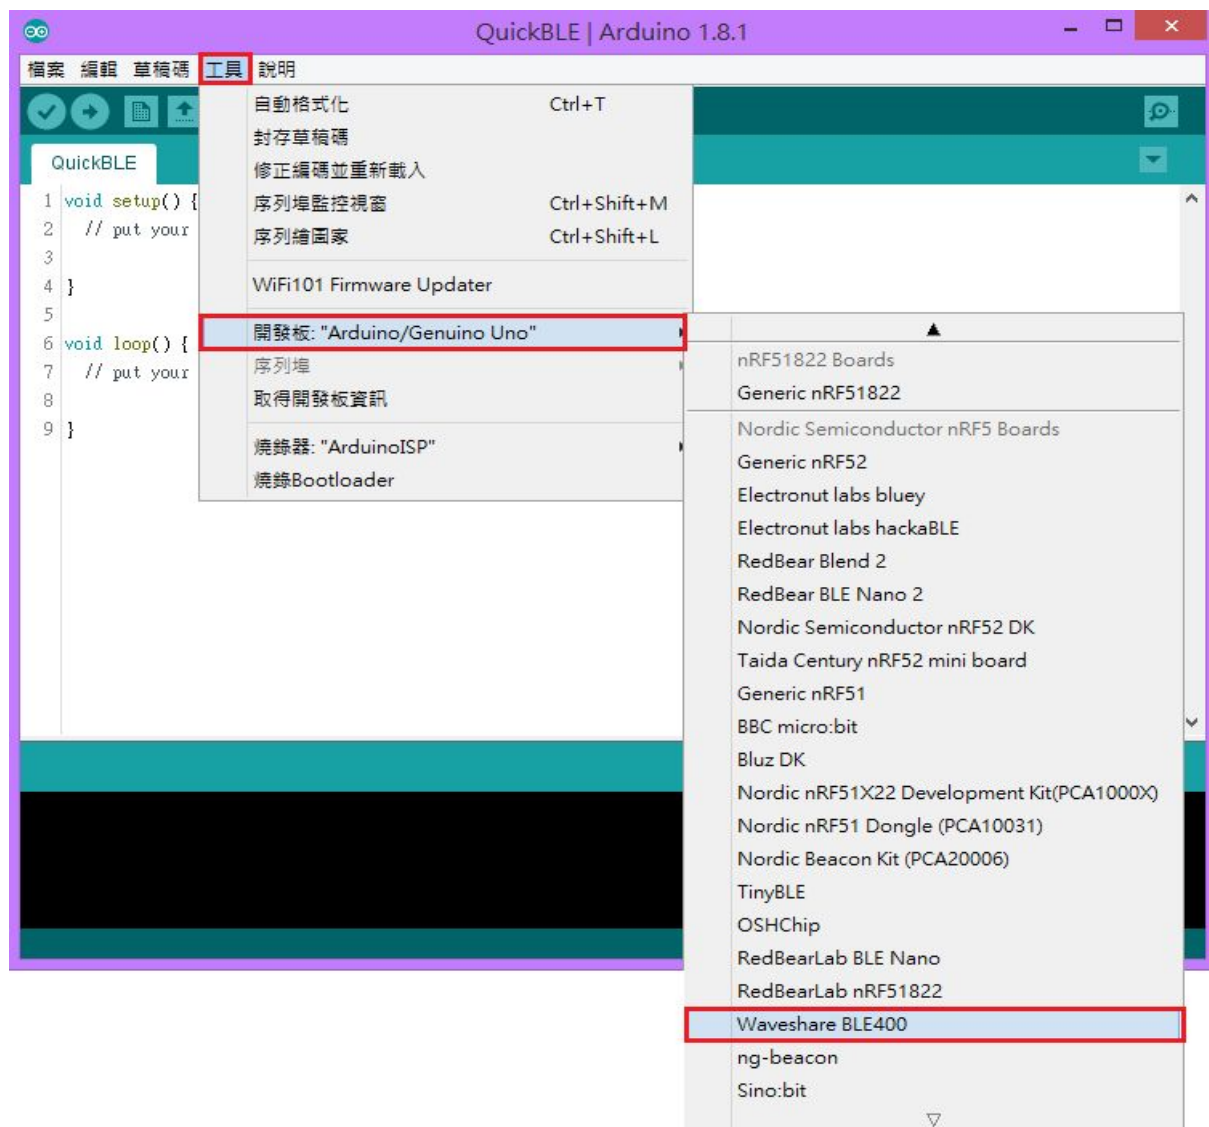 QuickBLE | Arduino 1.8.1
檔案 編輯 草稿碼 工具 說明
QuickBLE
自動格式化 Ctrl+T
封存草稿碼
修正編碼並重新載入
序列埠監控視窗 Ctrl+Shift+M
序列繪圖家 Ctrl+Shift+L
WiFi101 Firmware Updater
開發板: "Arduino/Genuino Uno"
序列埠
取得開發板資訊
燒錄器: "ArduinoISP"
燒錄Bootloader
1 void setup() {
2 // put your
3
4 }
5
6 void loop() {
7 // put your
8
9 }
nRF51822 Boards
Generic nRF51822
Nordic Semiconductor nRF5 Boards
Generic nRF52
Electronut labs bluey
Electronut labs hackaBLE
RedBear Blend 2
RedBear BLE Nano 2
Nordic Semiconductor nRF52 DK
Taida Century nRF52 mini board
Generic nRF51
BBC micro:bit
Bluz DK
Nordic nRF51X22 Development Kit(PCA1000X)
Nordic nRF51 Dongle (PCA10031)
Nordic Beacon Kit (PCA20006)
TinyBLE
OSHChip
RedBearLab BLE Nano
RedBearLab nRF51822
Waveshare BLE400
ng-beacon
Sino:bit